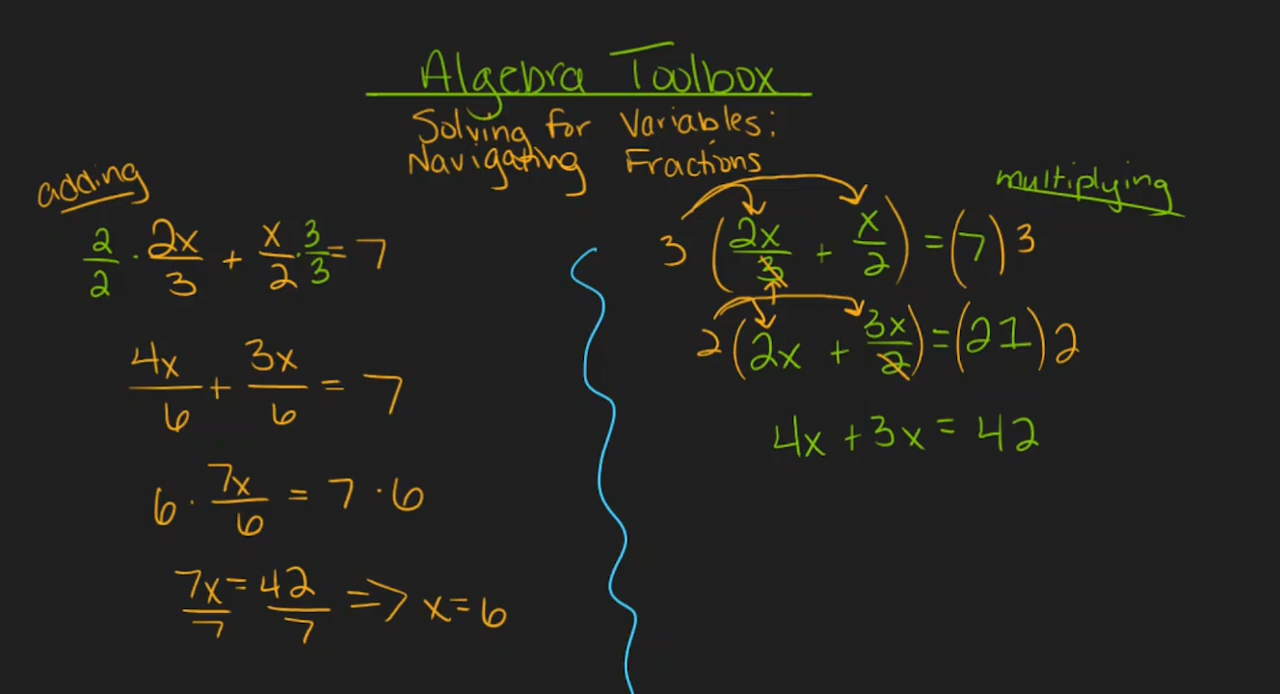 Algebra Toolbox
Solving for Variables:
Navigating Fractions
adding
2/2 · 2x/3 + x/2 · 3/3 = 7
4x/6 + 3x/6 = 7
6 · 7x/6 = 7 · 6
7x/7 = 42/7 => x = 6
multiplying
3 (2x/3 + x/2) = (7) 3
2 (2x + 3x/2) = (21) 2
4x + 3x = 42